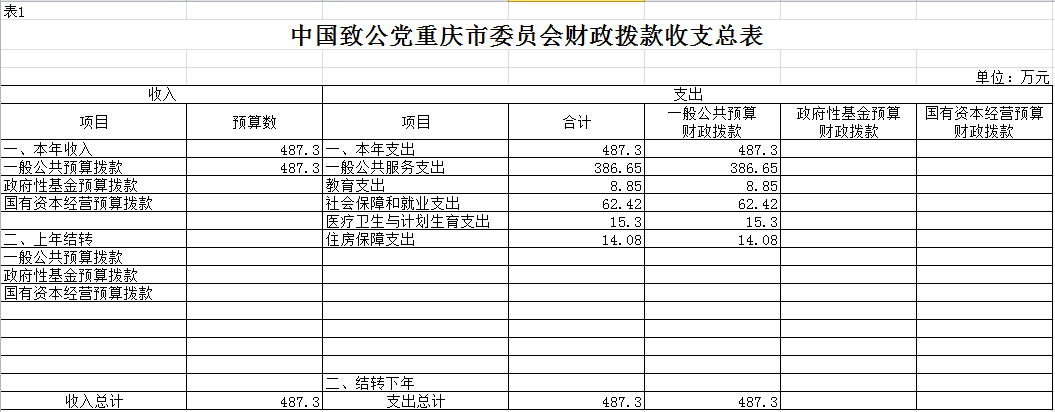 表1
中国致公党重庆市委员会财政拨款收支总表
单位：万元
收入 支出
项目 预算数 项目 合计 一般公共预算财政拨款 政府性基金预算财政拨款 国有资本经营预算财政拨款
一、本年收入 487.3 一、本年支出 487.3 487.3
一般公共预算拨款 487.3 一般公共服务支出 386.65 386.65
政府性基金预算拨款 教育支出 8.85 8.85
国有资本经营预算拨款 社会保障和就业支出 62.42 62.42
医疗卫生与计划生育支出 15.3 15.3
二、上年结转 住房保障支出 14.08 14.08
一般公共预算拨款
政府性基金预算拨款
国有资本经营预算拨款
二、结转下年
收入总计 487.3 支出总计 487.3 487.3